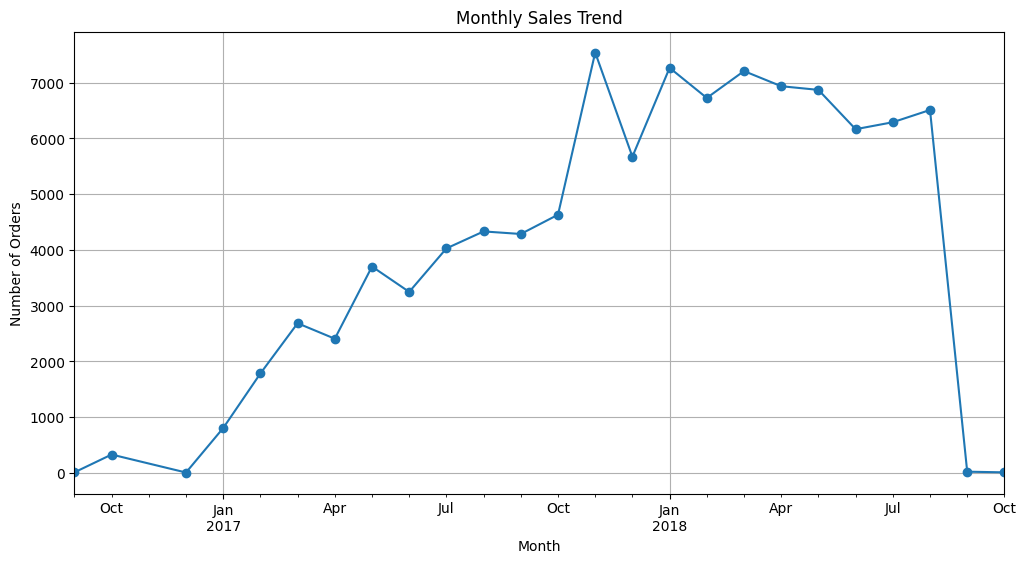 Monthly Sales Trend
Number of Orders
7000
6000
5000
4000
3000
2000
1000
0
Oct Jan Apr Jul Oct Jan Apr Jul Oct
2017 2018
Month